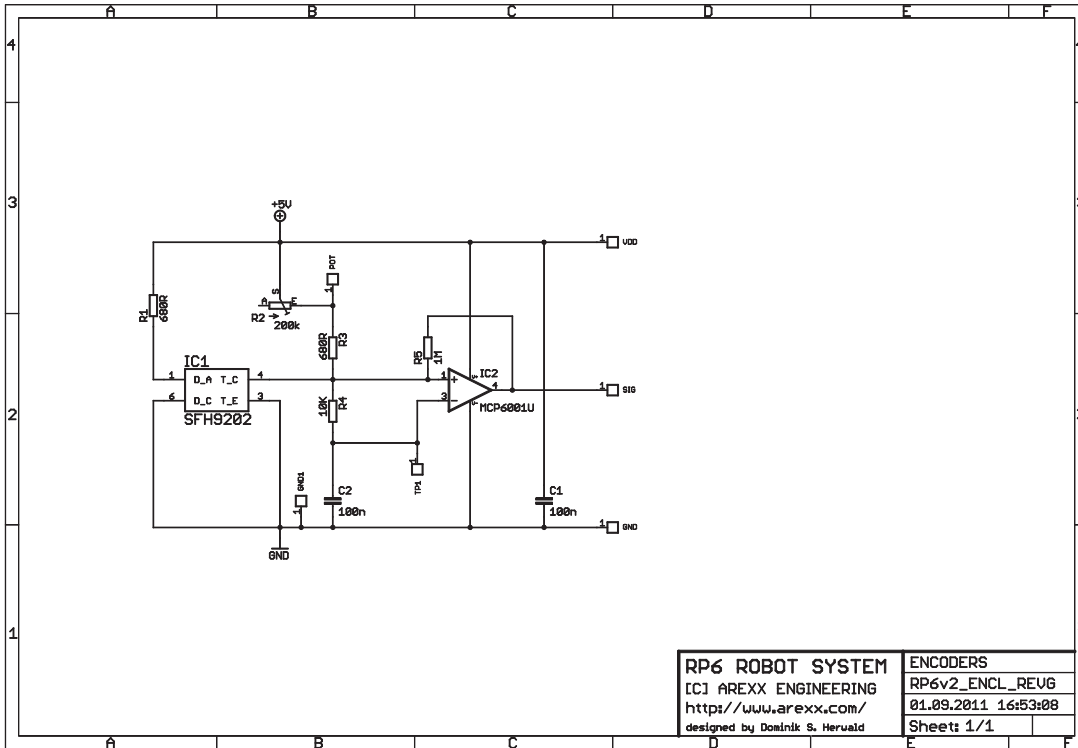 A B C D E F
4 4
3
2
1
+5V
1 VDD
POT
1
S
A E
R2
200k
R1
680R
680R
R3
R5
1M
IC1
1 D_A T_C 4
6 D_C T_E 3
SFH9202
10K
R4
1 +
3 -
IC2
4
MCP6001U
1 SIG
1
TP1
GND1
1
C2
100n
C1
100n
1 GND
GND
RP6 ROBOT SYSTEM
[C] AREXX ENGINEERING
http://www.arexx.com/
designed by Dominik S. Herwald
ENCODERS
RP6v2_ENCL_REVG
01.09.2011 16:53:08
Sheet: 1/1
A B C D E F